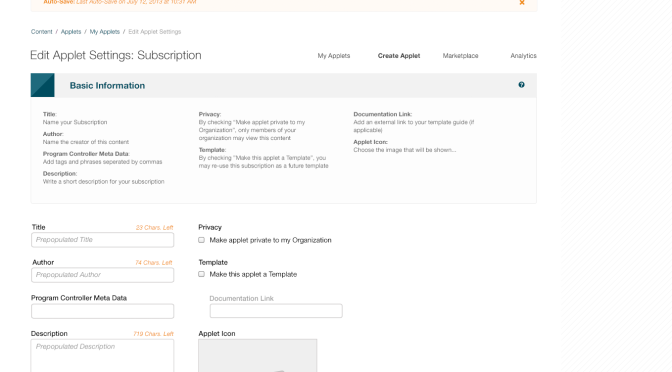 Auto-Save: Last Auto-Save on July 12, 2013 at 10:31 AM
Content / Applets / My Applets / Edit Applet Settings
Edit Applet Settings: Subscription
My Applets Create Applet Marketplace Analytics
Basic Information
Title:
Name your Subscription
Author:
Name the creator of this content
Program Controller Meta Data:
Add tags and phrases seperated by commas
Description:
Write a short description for your subscription
Privacy:
By checking "Make applet private to my
Organization", only members of your
organization may view this content
Template:
By checking "Make this applet a Template", you
may re-use this subscription as a future template
Documentation Link:
Add an external link to your template guide (if
applicable)
Applet Icon:
Choose the image that will be shown...
Title 23 Chars. Left
Prepopulated Title
Privacy
Make applet private to my Organization
Author 74 Chars. Left
Prepopulated Author
Template
Make this applet a Template
Program Controller Meta Data
Documentation Link
Description 719 Chars. Left
Prepopulated Description
Applet Icon